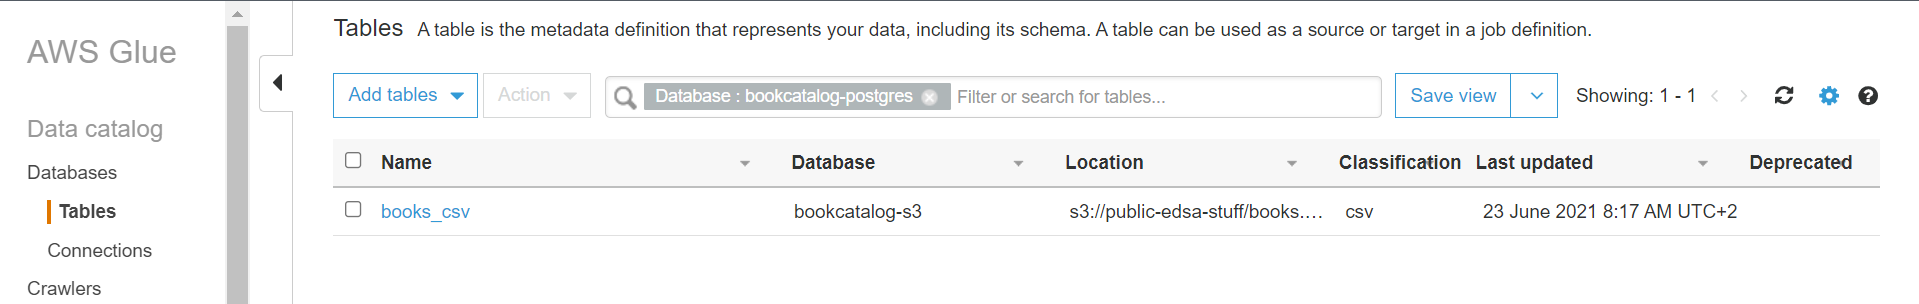 AWS Glue
Data catalog
Databases
Tables
Connections
Crawlers
Tables A table is the metadata definition that represents your data, including its schema. A table can be used as a source or target in a job definition.
Add tables Action Database : bookcatalog-postgres Filter or search for tables... Save view Showing: 1 - 1
Name Database Location Classification Last updated Deprecated
books_csv bookcatalog-s3 s3://public-edsa-stuff/books.... csv 23 June 2021 8:17 AM UTC+2